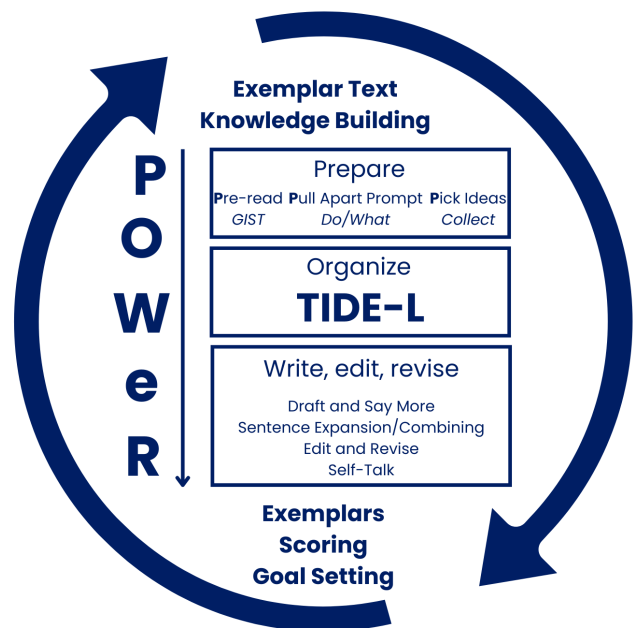 Exemplar Text
Knowledge Building
P
O
W
e
R
Prepare
Pre-read Pull Apart Prompt Pick Ideas
GIST Do/What Collect
Organize
TIDE-L
Write, edit, revise
Draft and Say More
Sentence Expansion/Combining
Edit and Revise
Self-Talk
Exemplars
Scoring
Goal Setting